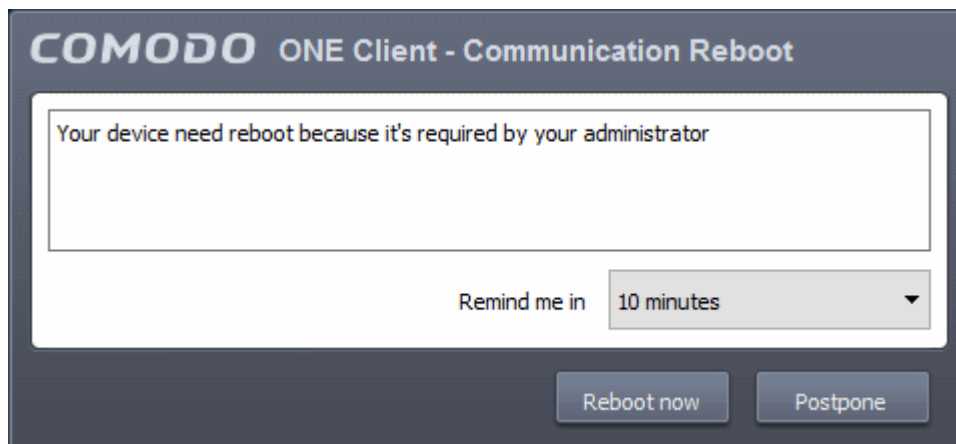 COMODO ONE Client - Communication Reboot
Your device need reboot because it's required by your administrator
Remind me in 10 minutes
Reboot now Postpone